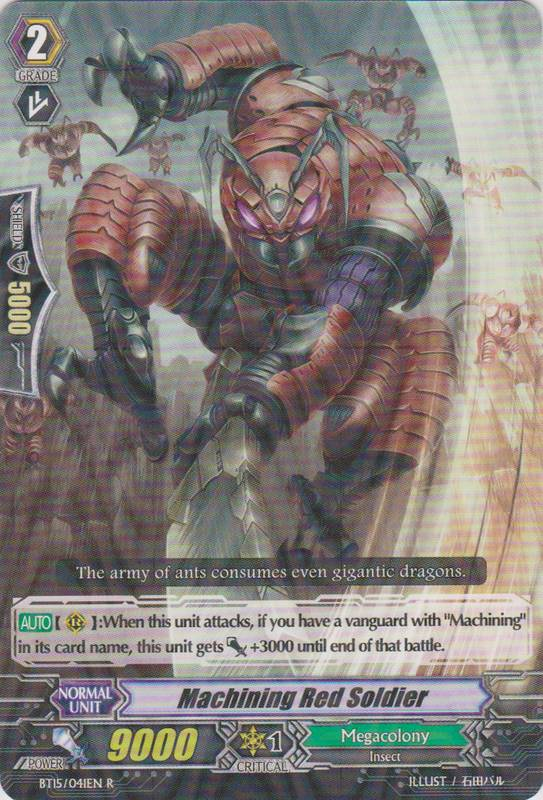 2
GRADE
SHIELD
5000
The army of ants consumes even gigantic dragons.
AUTO【 】:When this unit attacks, if you have a vanguard with "Machining"
in its card name, this unit gets +3000 until end of that battle.
NORMAL
UNIT
Machining Red Soldier
POWER
9000
1
CRITICAL
Megacolony
Insect
BT15/041EN R
ILLUST / 石田バル